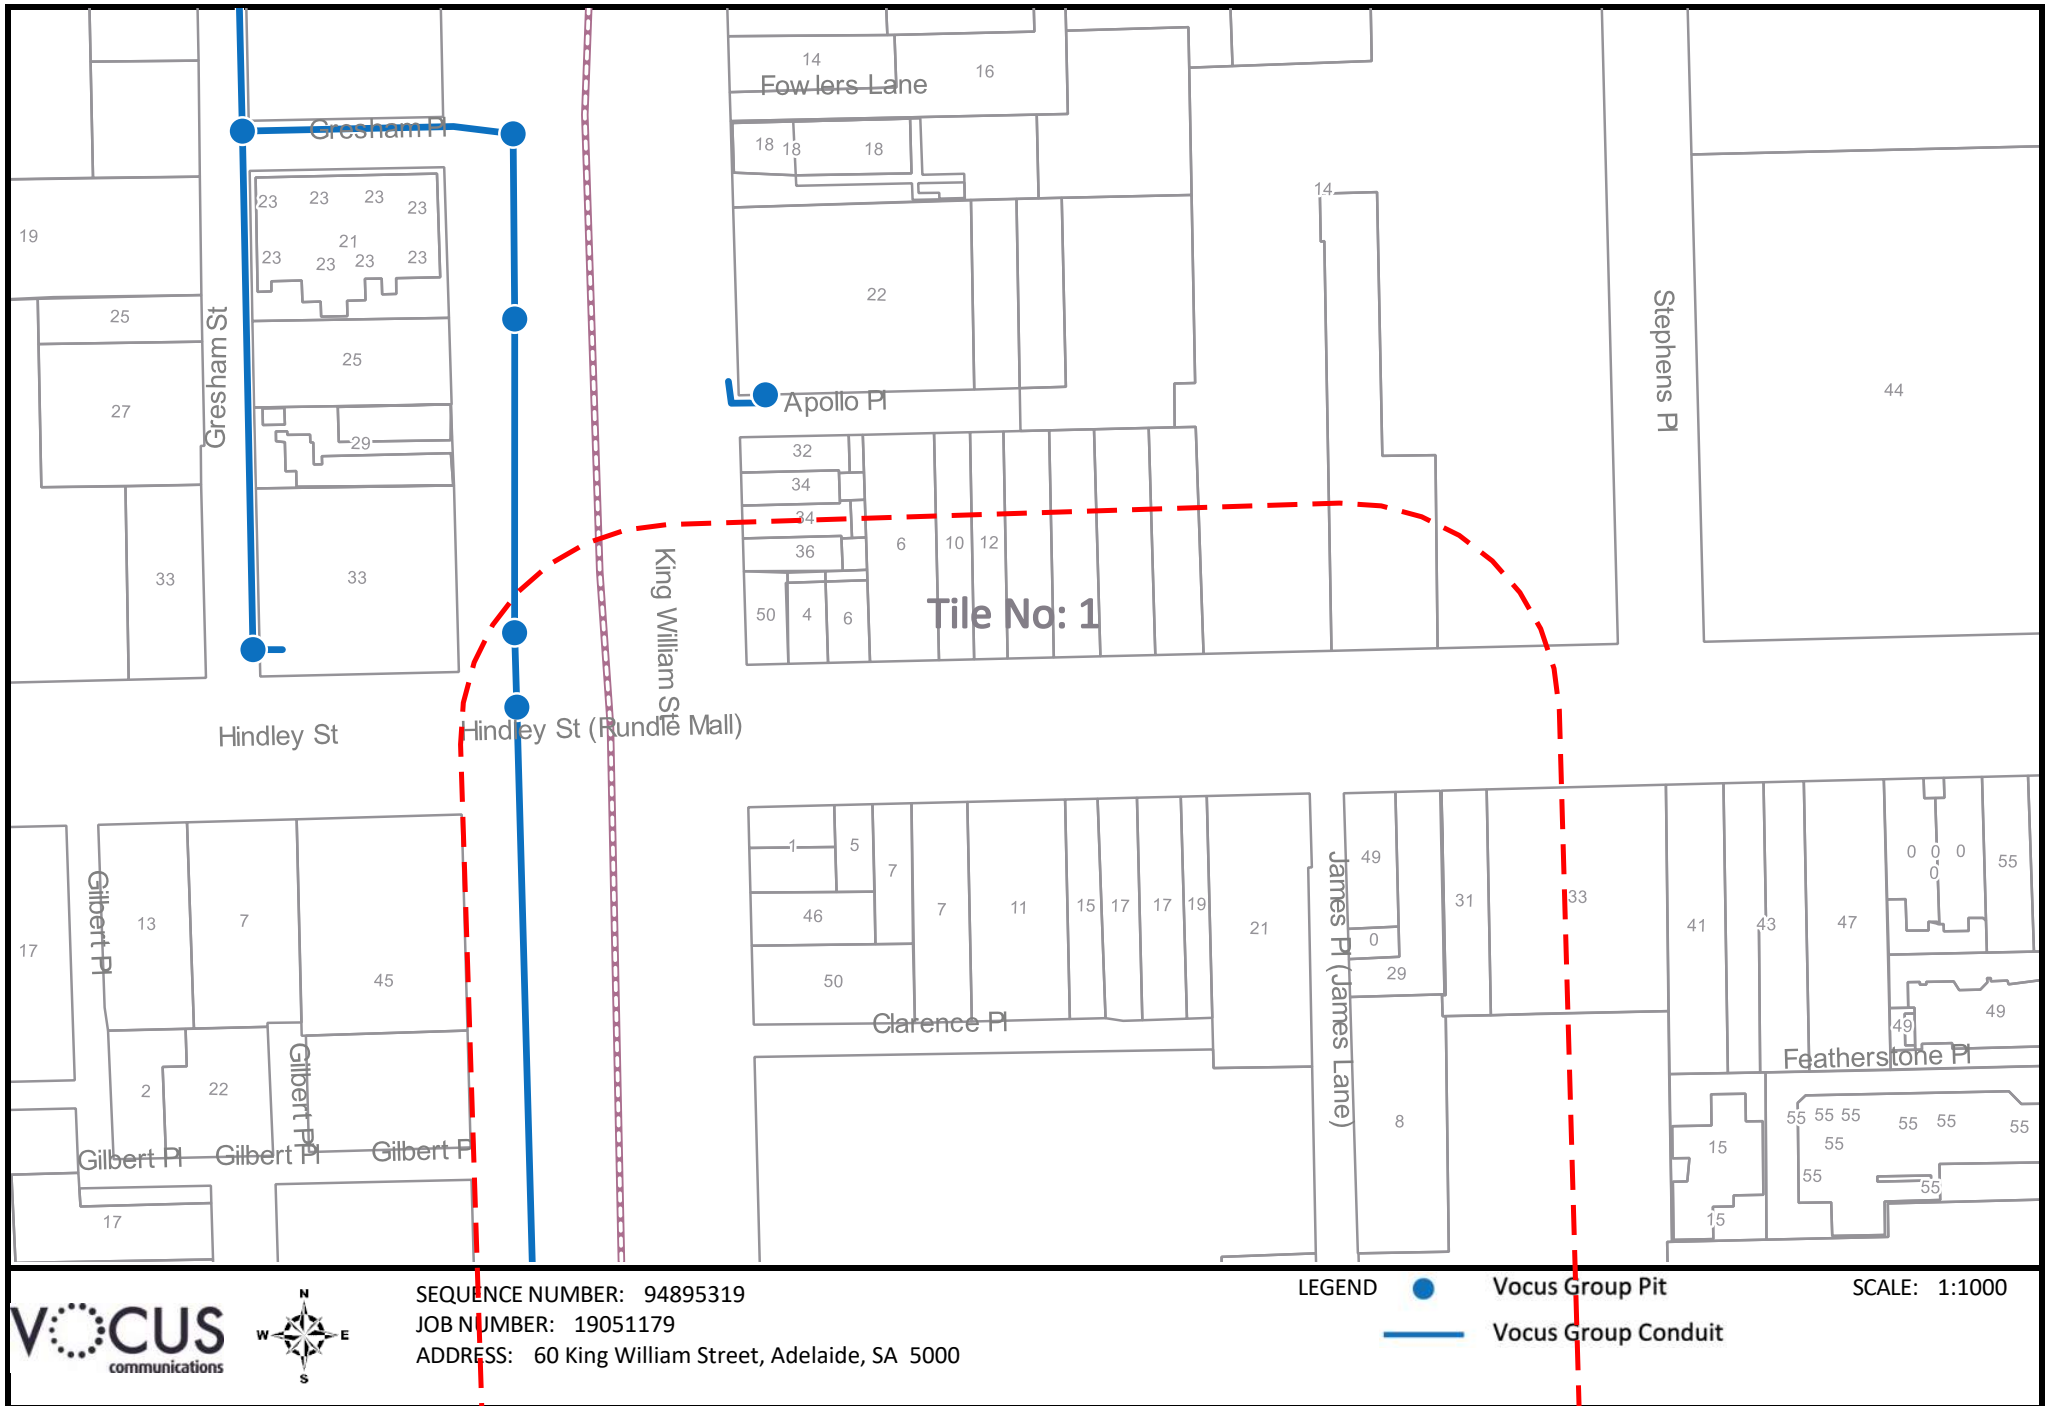 14
16
Fowlers Lane
Gresham Pl
18
18
18
23
23
23
23
14
19
21
23
23
23
23
22
25
Stephens Pl
Gresham St
25
44
27
Apollo Pl
29
32
34
34
36
6
10
12
33
33
King William St
Tile No: 1
50
4
6
Hindley St
Hindley St (Rundle Mall)
1
5
7
49
0
0
0
0
55
Gilbert Pl
13
7
46
7
11
15
17
17
19
21
James Pl (James Lane)
31
33
41
43
47
17
45
50
0
29
49
49
Clarence Pl
Featherstone Pl
2
22
Gilbert Pl
8
55
55
55
55
55
55
55
15
55
55
Gilbert Pl
Gilbert Pl
Gilbert P
17
15
VOCUS
communications
N
W
E
S
SEQUENCE NUMBER: 94895319
JOB NUMBER: 19051179
ADDRESS: 60 King William Street, Adelaide, SA 5000
LEGEND
Vocus Group Pit
Vocus Group Conduit
SCALE: 1:1000